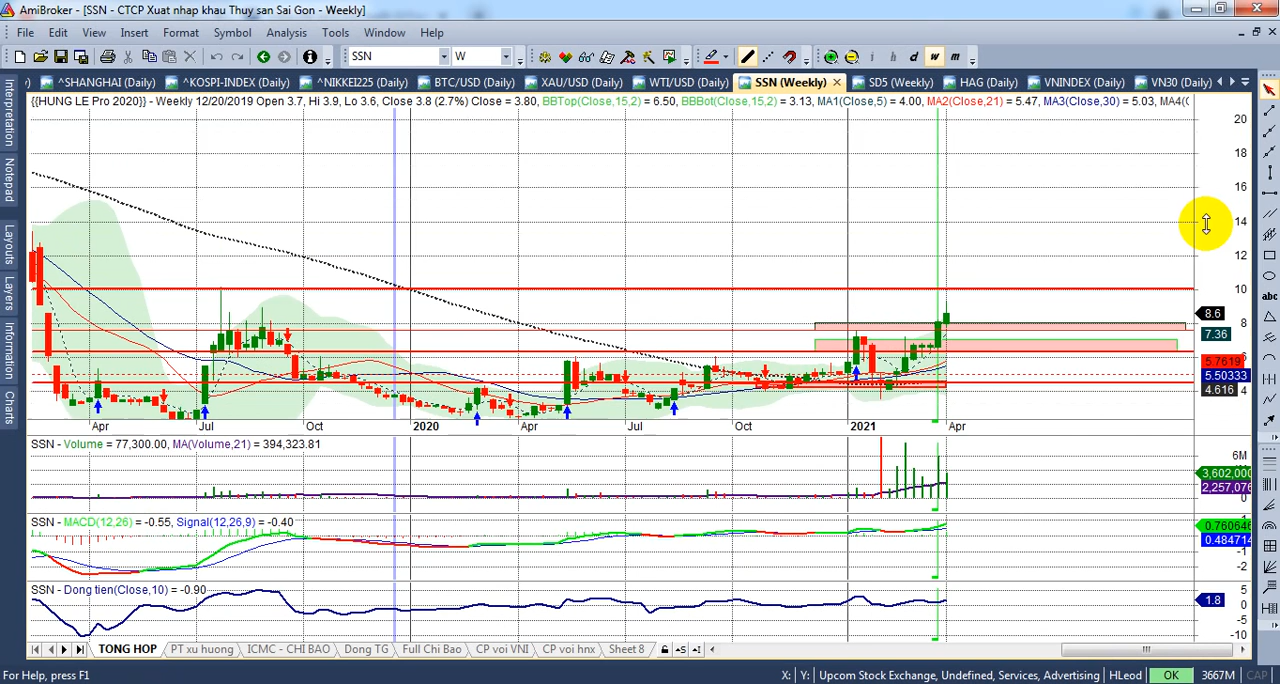 AmiBroker - [SSN - CTCP Xuat nhap khau Thuy san Sai Gon - Weekly]
File Edit View Insert Format Symbol Analysis Tools Window Help
SSN W i h d w m
^SHANGHAI (Daily) ^KOSPI-INDEX (Daily) ^NIKKEI225 (Daily) BTC/USD (Daily) XAU/USD (Daily) WTI/USD (Daily) SSN (Weekly) SD5 (Weekly) HAG (Daily) VNINDEX (Daily) VN30 (Daily)
{{HUNG LE Pro 2020}} - Weekly 12/20/2019 Open 3.7, Hi 3.9, Lo 3.6, Close 3.8 (2.7%) Close = 3.80, BBTop(Close,15,2) = 6.50, BBBot(Close,15,2) = 3.13, MA1(Close,5) = 4.00, MA2(Close,21) = 5.47, MA3(Close,30) = 5.03, MA4(
Interpretation
Notepad
Layouts
Layers
Information
Charts
abc
20
18
16
14
12
10
8.6
8
7.36
6
5.7619
5.50333
4.616 4
Apr Jul Oct 2020 Apr Jul Oct 2021 Apr
SSN - Volume = 77,300.00, MA(Volume,21) = 394,323.81
6M
3,602,000
2,257,076
0
SSN - MACD(12,26) = -0.55, Signal(12,26,9) = -0.40
0.760646
0.484714
-1
-2
SSN - Dong tien(Close,10) = -0.90
5
1.8
0
-5
-10
TONG HOP PT xu huong ICMC - CHI BAO Dong TG Full Chi Bao CP voi VNI CP voi hnx Sheet 8
For Help, press F1 X: Y: Upcom Stock Exchange, Undefined, Services, Advertising HLeod OK 3667M CAP